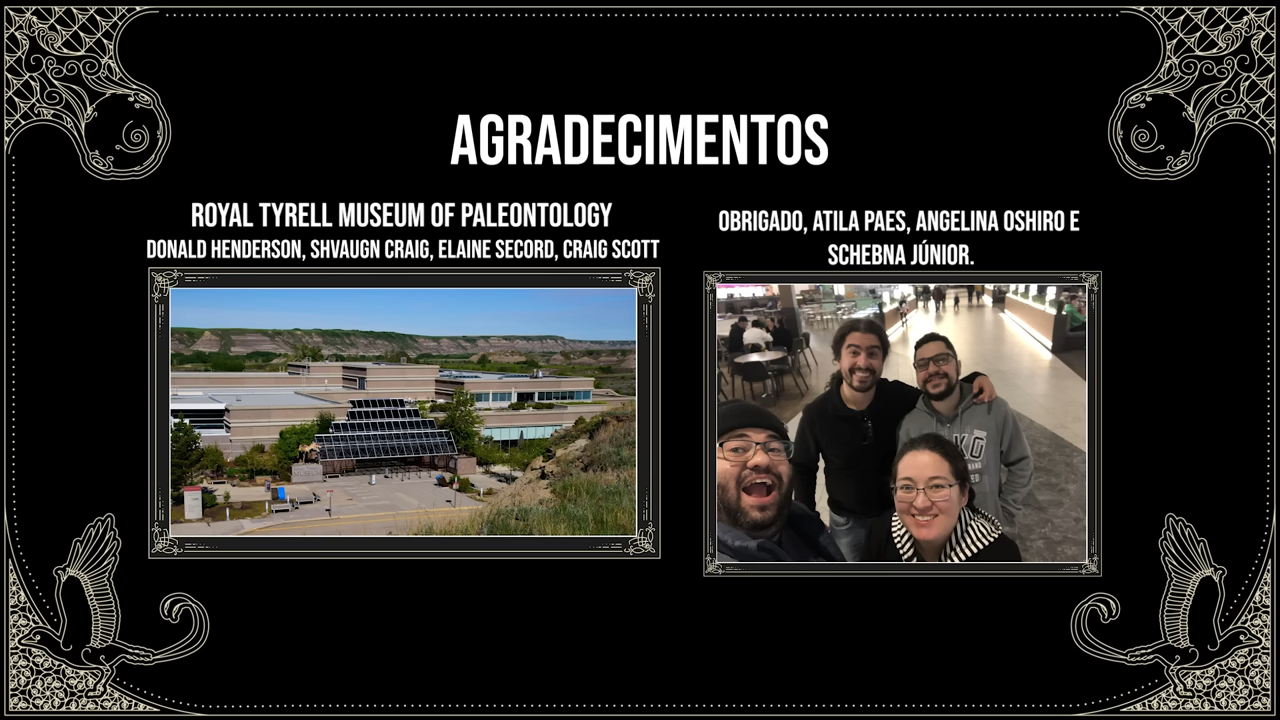 AGRADECIMENTOS
ROYAL TYRELL MUSEUM OF PALEONTOLOGY
DONALD HENDERSON, SHVAUGN CRAIG, ELAINE SECORD, CRAIG SCOTT
OBRIGADO, ATILA PAES, ANGELINA OSHIRO E
SCHEBNA JÚNIOR.